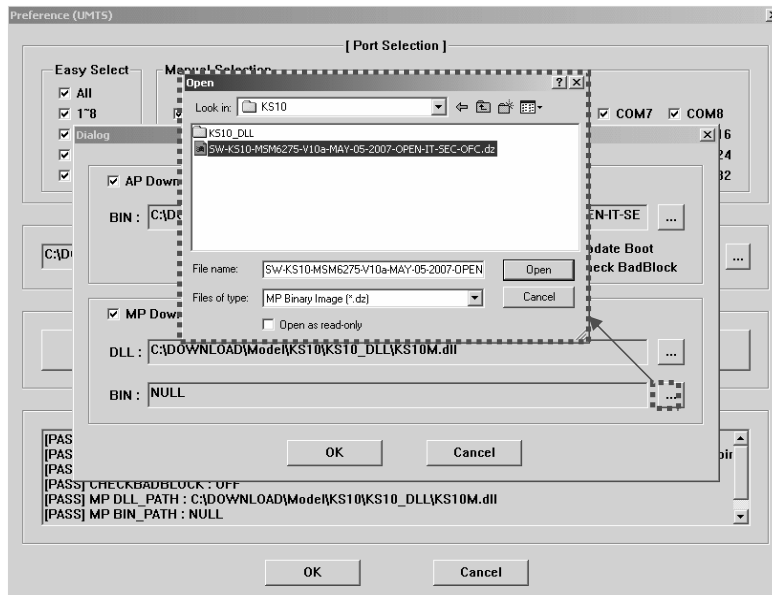 Preference (UMTS)
[ Port Selection ]
Easy Select
Manual Selection
All
1~8
COM7
COM8
16
24
32
Dialog
AP Down
BIN : C:\D
EN-IT-SE
...
pdate Boot
heck BadBlock
C:\D
...
Open
Look in: KS10
KS10_DLL
SW-KS10-MSM6275-V10a-MAY-05-2007-OPEN-IT-SEC-OFC.dz
File name: SW-KS10-MSM6275-V10a-MAY-05-2007-OPEN
Open
Files of type: MP Binary Image (*.dz)
Cancel
Open as read-only
MP Down
DLL : C:\DOWNLOAD\Model\KS10\KS10_DLL\KS10M.dll
...
BIN : NULL
...
OK
Cancel
[PAS
[PAS
bin
[PAS
[PASS] CHECKBADBLOCK : OFF
[PASS] MP DLL_PATH : C:\DOWNLOAD\Model\KS10\KS10_DLL\KS10M.dll
[PASS] MP BIN_PATH : NULL
OK
Cancel